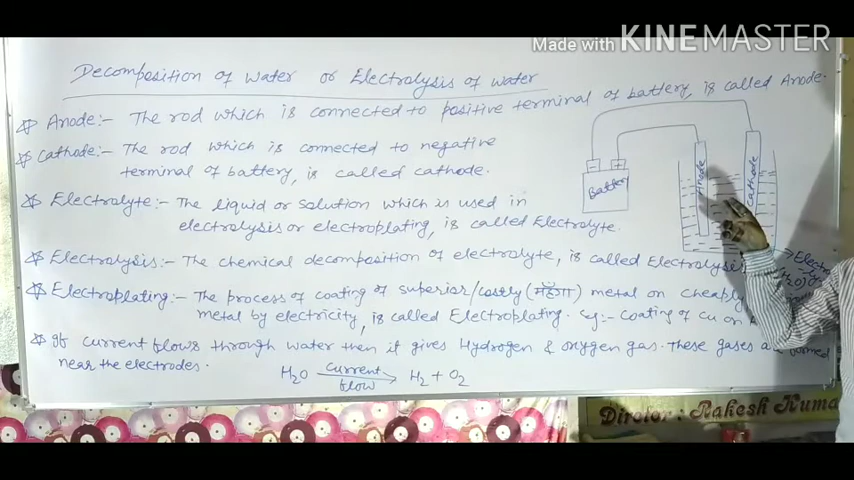 Made with KINEMASTER
Decomposition of water or Electrolysis of water
Anode:- The rod which is connected to positive terminal of battery, is called Anode.
Cathode:- The rod which is connected to negative
terminal of battery, is called cathode.
Electrolyte:- The liquid or solution which is used in
electrolysis or electroplating, is called Electrolyte.
Electrolysis:- The chemical decomposition of electrolyte, is called Electrolysis
Electroplating:- The process of coating of superior/costly (महँगा) metal on cheaply
metal by electricity, is called Electroplating. eg:- Coating of Cu on
If current flows through water then it gives Hydrogen & oxygen gas. These gases are formed
near the electrodes.
H2O current flow → H2 + O2
- +
Battery
Anode
Cathode
Director: Rakesh Kuma